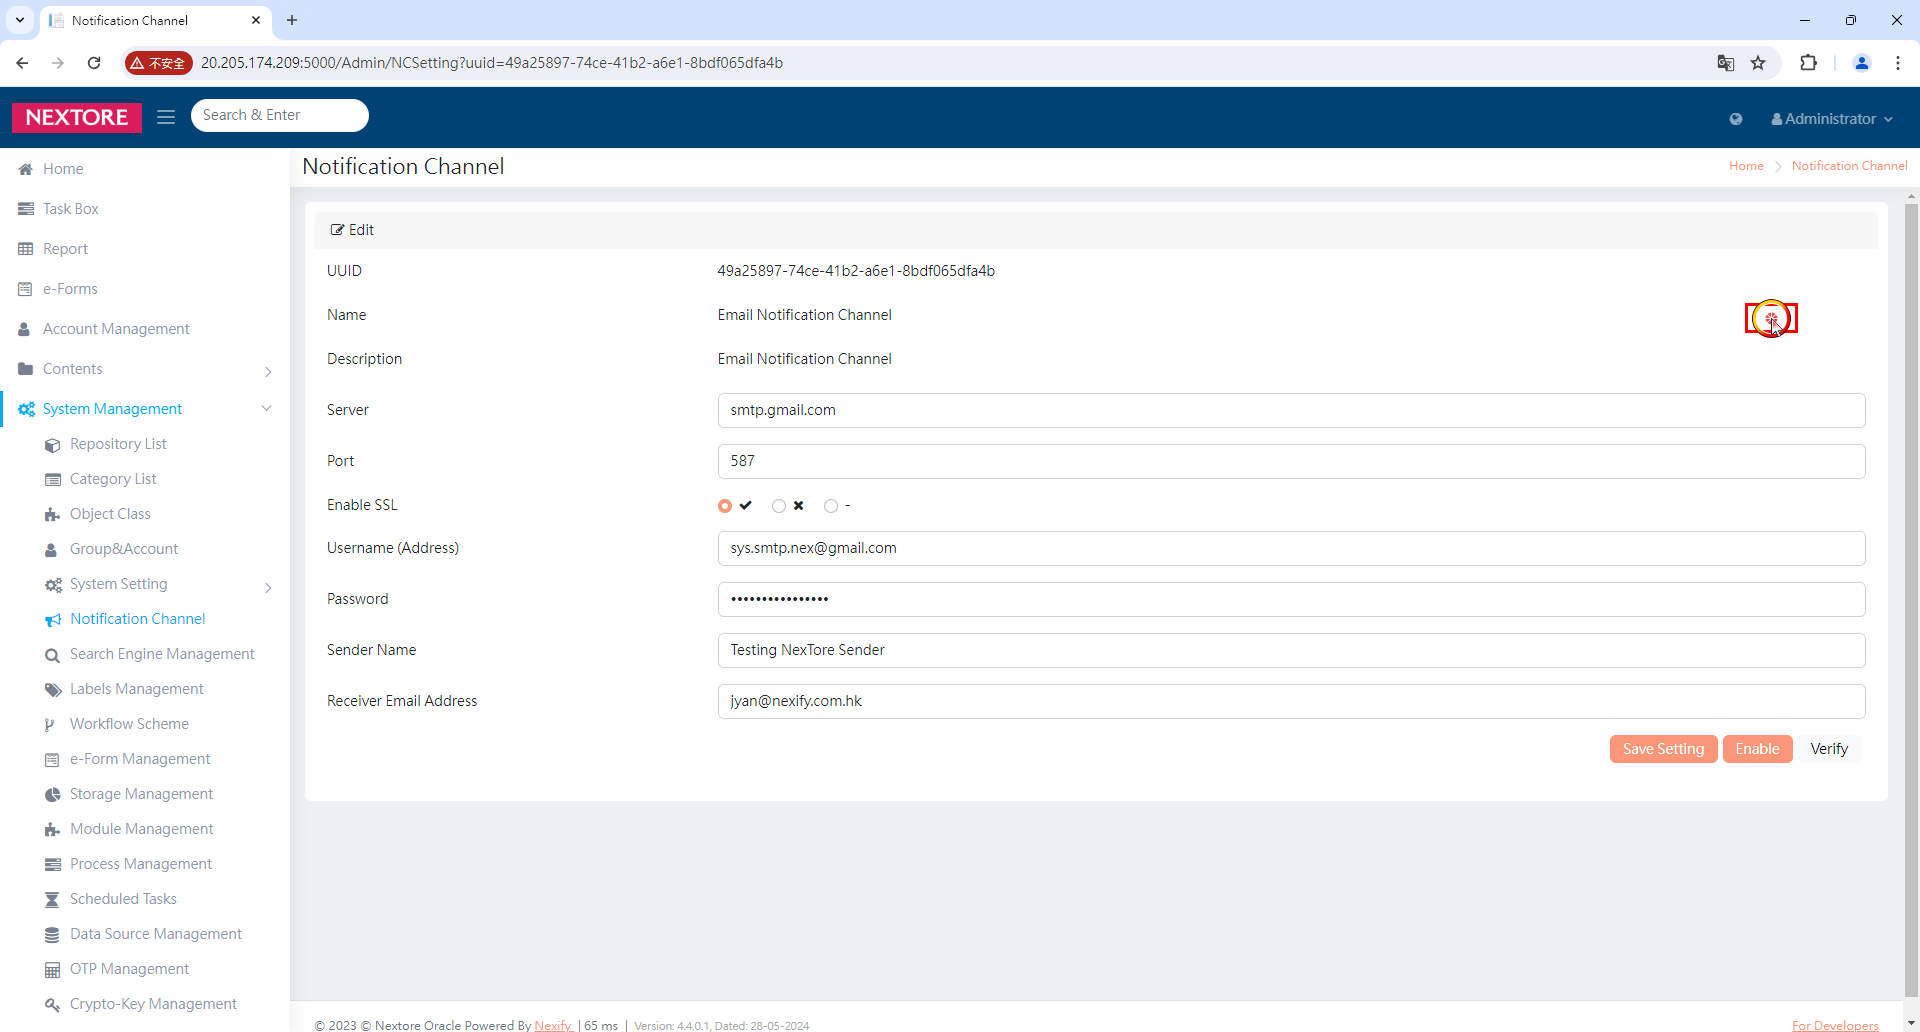 Notification Channel
不安全
20.205.174.209:5000/Admin/NCSetting?uuid=49a25897-74ce-41b2-a6e1-8bdf065dfa4b
NEXTORE
Search & Enter
Administrator
Home
Task Box
Report
e-Forms
Account Management
Contents
System Management
Repository List
Category List
Object Class
Group&Account
System Setting
Notification Channel
Search Engine Management
Labels Management
Workflow Scheme
e-Form Management
Storage Management
Module Management
Process Management
Scheduled Tasks
Data Source Management
OTP Management
Crypto-Key Management
Notification Channel
Home > Notification Channel
Edit
UUID 49a25897-74ce-41b2-a6e1-8bdf065dfa4b
Name Email Notification Channel
Description Email Notification Channel
Server smtp.gmail.com
Port 587
Enable SSL ✔ ✖ -
Username (Address) sys.smtp.nex@gmail.com
Password ••••••••••••••••
Sender Name Testing NexTore Sender
Receiver Email Address jyan@nexify.com.hk
Save Setting Enable Verify
© 2023 © Nextore Oracle Powered By Nexify | 65 ms | Version: 4.4.0.1, Dated: 28-05-2024
For Developers